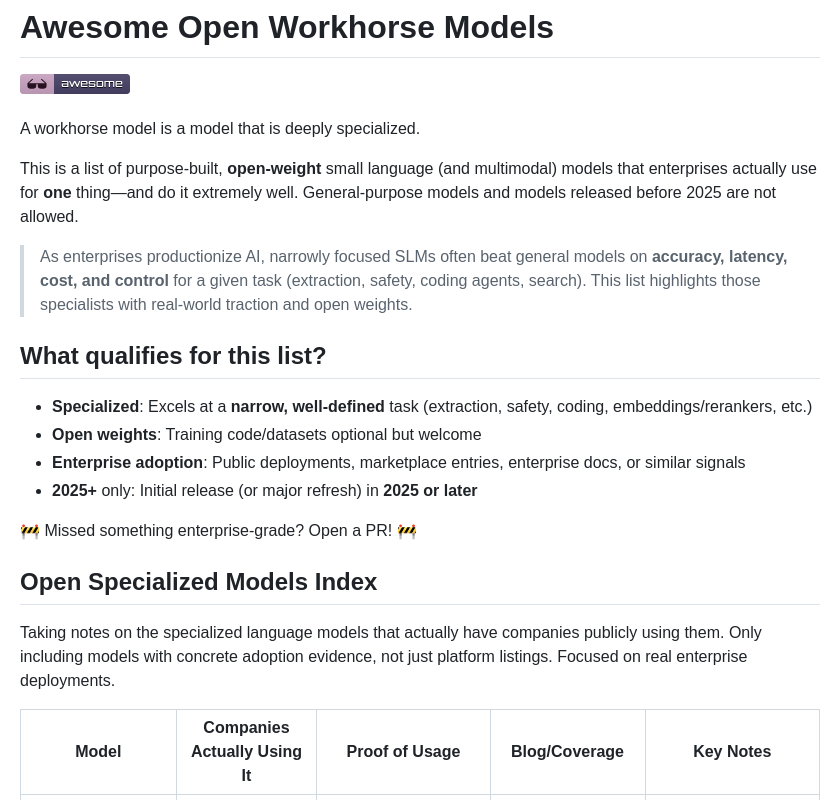 Awesome Open Workhorse Models
awesome
A workhorse model is a model that is deeply specialized.
This is a list of purpose-built, open-weight small language (and multimodal) models that enterprises actually use
for one thing—and do it extremely well. General-purpose models and models released before 2025 are not
allowed.
As enterprises productionize AI, narrowly focused SLMs often beat general models on accuracy, latency,
cost, and control for a given task (extraction, safety, coding agents, search). This list highlights those
specialists with real-world traction and open weights.
What qualifies for this list?
• Specialized: Excels at a narrow, well-defined task (extraction, safety, coding, embeddings/rerankers, etc.)
• Open weights: Training code/datasets optional but welcome
• Enterprise adoption: Public deployments, marketplace entries, enterprise docs, or similar signals
• 2025+ only: Initial release (or major refresh) in 2025 or later
🚧 Missed something enterprise-grade? Open a PR! 🚧
Open Specialized Models Index
Taking notes on the specialized language models that actually have companies publicly using them. Only
including models with concrete adoption evidence, not just platform listings. Focused on real enterprise
deployments.
Model
Companies
Actually Using
It
Proof of Usage
Blog/Coverage
Key Notes